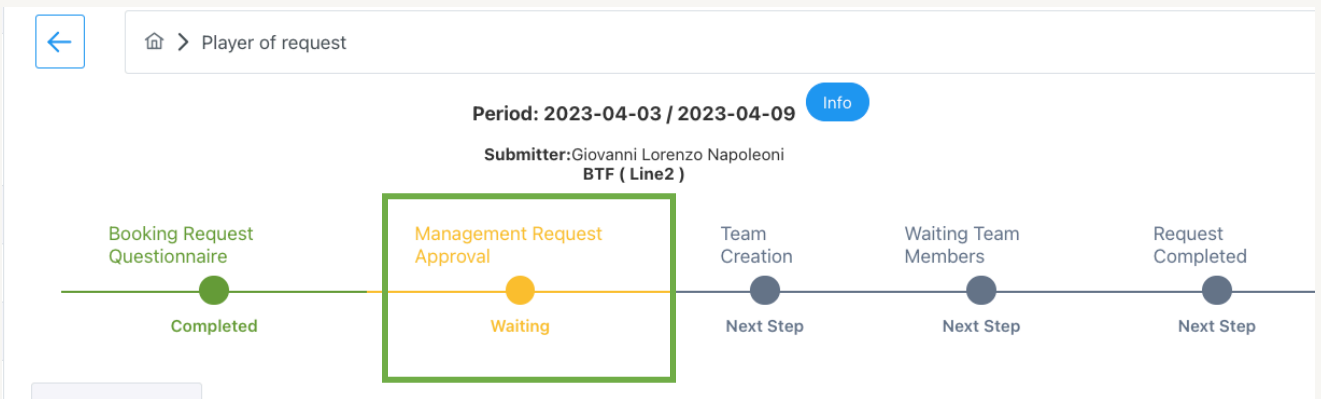 Player of request
Period: 2023-04-03 / 2023-04-09
Info
Submitter:Giovanni Lorenzo Napoleoni
BTF ( Line2 )
Booking Request
Questionnaire
Completed
Management Request
Approval
Waiting
Team
Creation
Next Step
Waiting Team
Members
Next Step
Request
Completed
Next Step